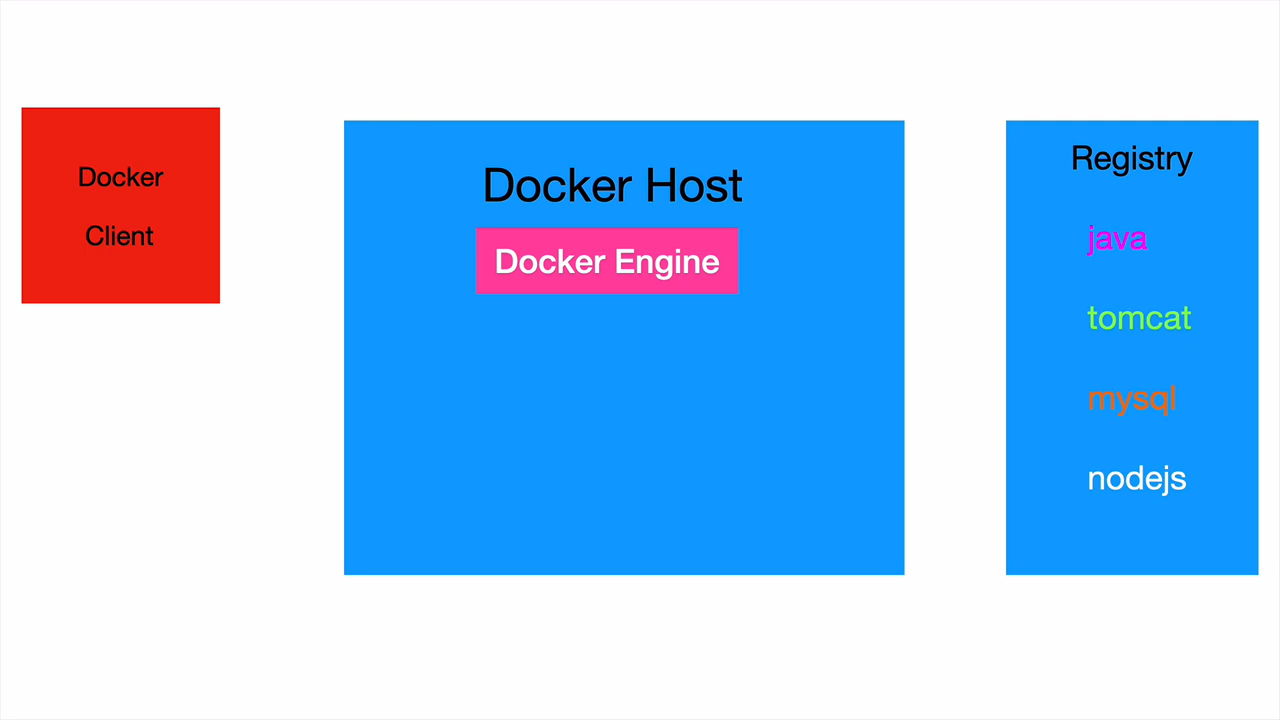 Docker
Client
Docker Host
Docker Engine
Registry
java
tomcat
mysql
nodejs